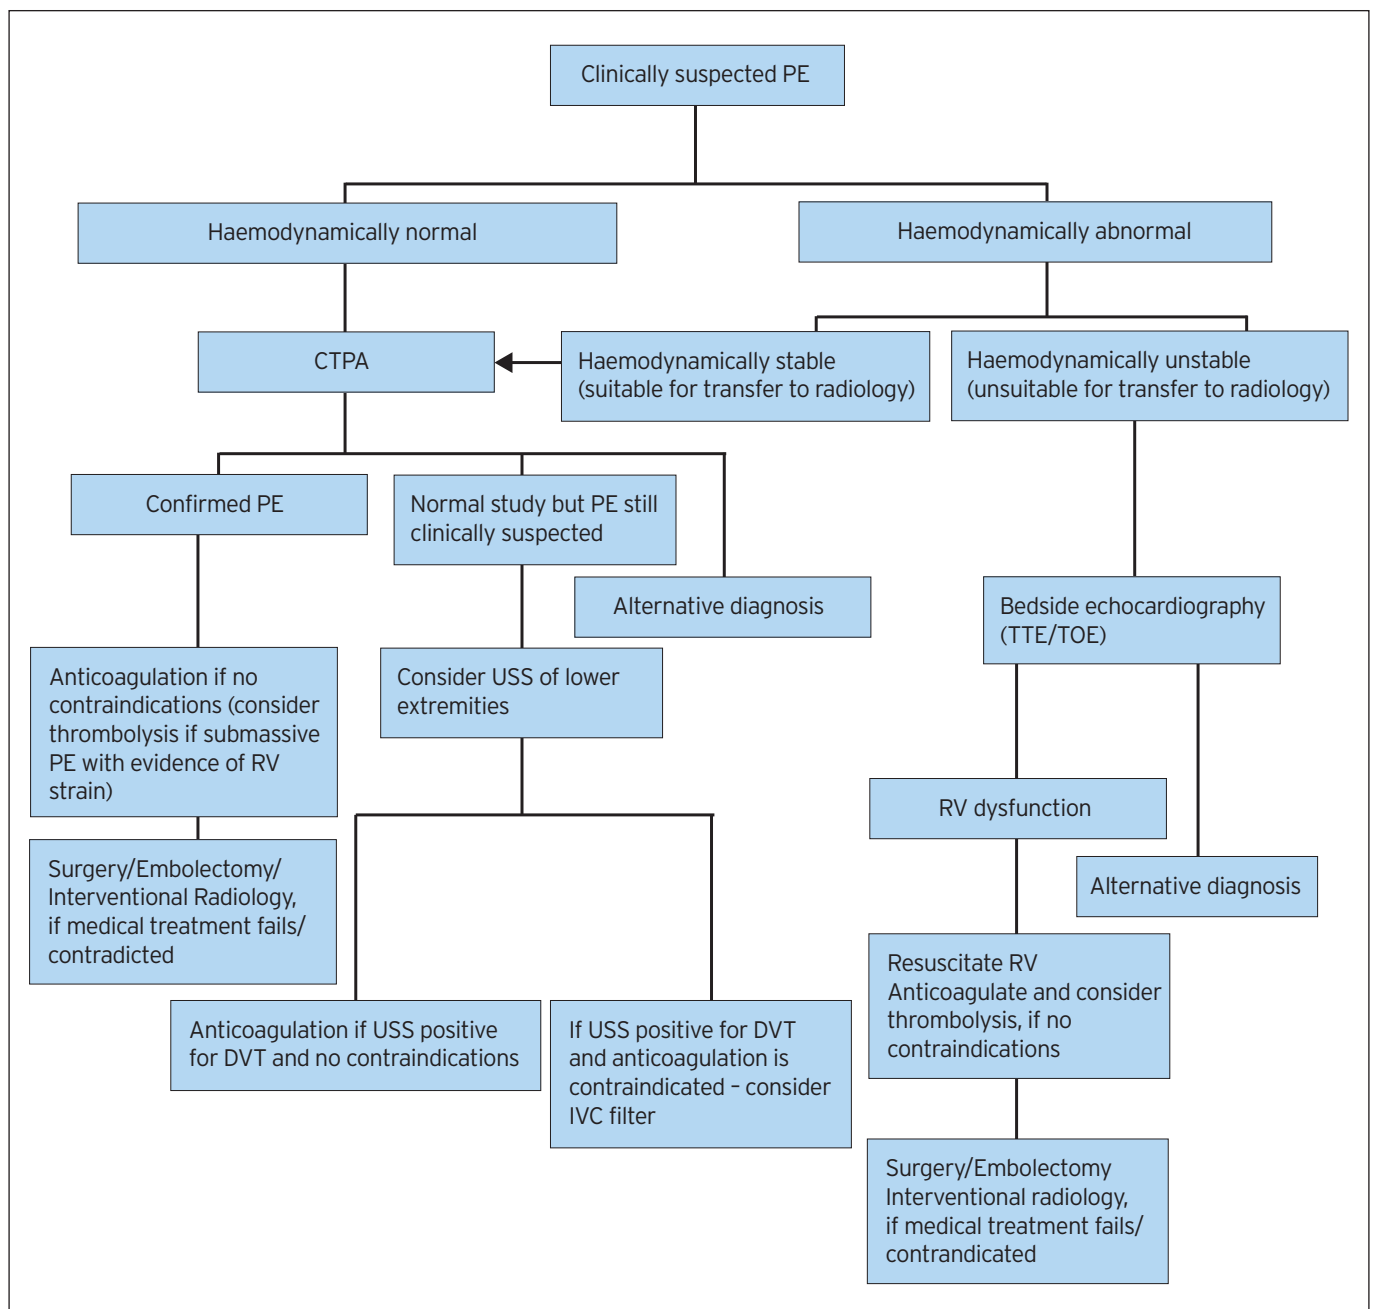 Clinically suspected PE
Haemodynamically normal
Haemodynamically abnormal
CTPA
Haemodynamically stable
(suitable for transfer to radiology)
Haemodynamically unstable
(unsuitable for transfer to radiology)
Confirmed PE
Normal study but PE still
clinically suspected
Alternative diagnosis
Bedside echocardiography
(TTE/TOE)
Anticoagulation if no
contraindications (consider
thrombolysis if submassive
PE with evidence of RV
strain)
Consider USS of lower
extremities
RV dysfunction
Alternative diagnosis
Surgery/Embolectomy/
Interventional Radiology,
if medical treatment fails/
contradicted
Resuscitate RV
Anticoagulate and consider
thrombolysis, if no
contraindications
Anticoagulation if USS positive
for DVT and no contraindications
If USS positive for DVT
and anticoagulation is
contraindicated – consider
IVC filter
Surgery/Embolectomy
Interventional radiology,
if medical treatment fails/
contrandicated